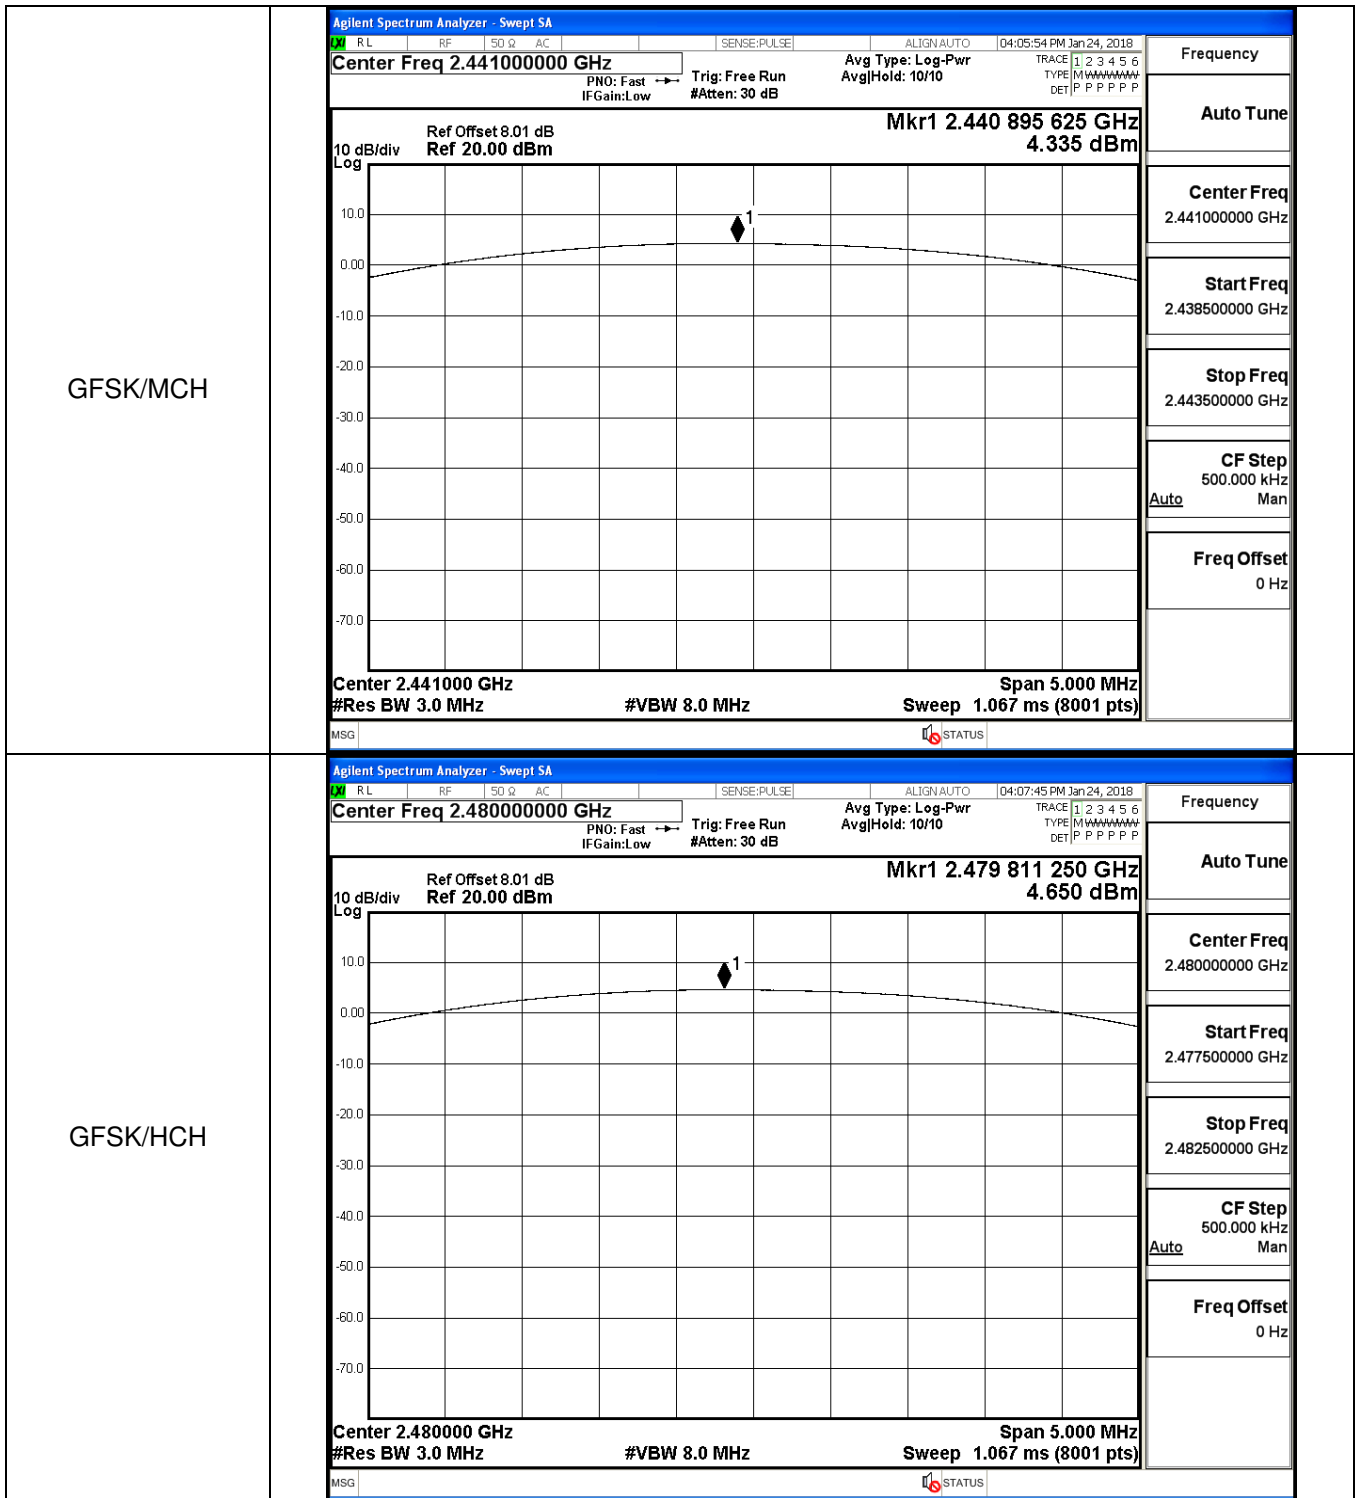 GFSK/MCH
Agilent Spectrum Analyzer - Swept SA
LXI RL RF 50 Ω AC SENSE:PULSE ALIGN AUTO 04:05:54 PM Jan 24, 2018
Center Freq 2.441000000 GHz
PNO: Fast
IFGain:Low
Trig: Free Run
#Atten: 30 dB
Avg Type: Log-Pwr
Avg|Hold: 10/10
TRACE 1 2 3 4 5 6
TYPE M WWWWW
DET P P P P P P
Mkr1 2.440 895 625 GHz
4.335 dBm
Ref Offset 8.01 dB
10 dB/div Ref 20.00 dBm
Log
1
10.0
0.00
-10.0
-20.0
-30.0
-40.0
-50.0
-60.0
-70.0
Center 2.441000 GHz Span 5.000 MHz
#Res BW 3.0 MHz #VBW 8.0 MHz Sweep 1.067 ms (8001 pts)
MSG STATUS
Frequency
Auto Tune
Center Freq
2.441000000 GHz
Start Freq
2.438500000 GHz
Stop Freq
2.443500000 GHz
CF Step
500.000 kHz
Auto Man
Freq Offset
0 Hz
GFSK/HCH
Agilent Spectrum Analyzer - Swept SA
LXI RL RF 50 Ω AC SENSE:PULSE ALIGN AUTO 04:07:45 PM Jan 24, 2018
Center Freq 2.480000000 GHz
PNO: Fast
IFGain:Low
Trig: Free Run
#Atten: 30 dB
Avg Type: Log-Pwr
Avg|Hold: 10/10
TRACE 1 2 3 4 5 6
TYPE M WWWWW
DET P P P P P P
Mkr1 2.479 811 250 GHz
4.650 dBm
Ref Offset 8.01 dB
10 dB/div Ref 20.00 dBm
Log
1
10.0
0.00
-10.0
-20.0
-30.0
-40.0
-50.0
-60.0
-70.0
Center 2.480000 GHz Span 5.000 MHz
#Res BW 3.0 MHz #VBW 8.0 MHz Sweep 1.067 ms (8001 pts)
MSG STATUS
Frequency
Auto Tune
Center Freq
2.480000000 GHz
Start Freq
2.477500000 GHz
Stop Freq
2.482500000 GHz
CF Step
500.000 kHz
Auto Man
Freq Offset
0 Hz